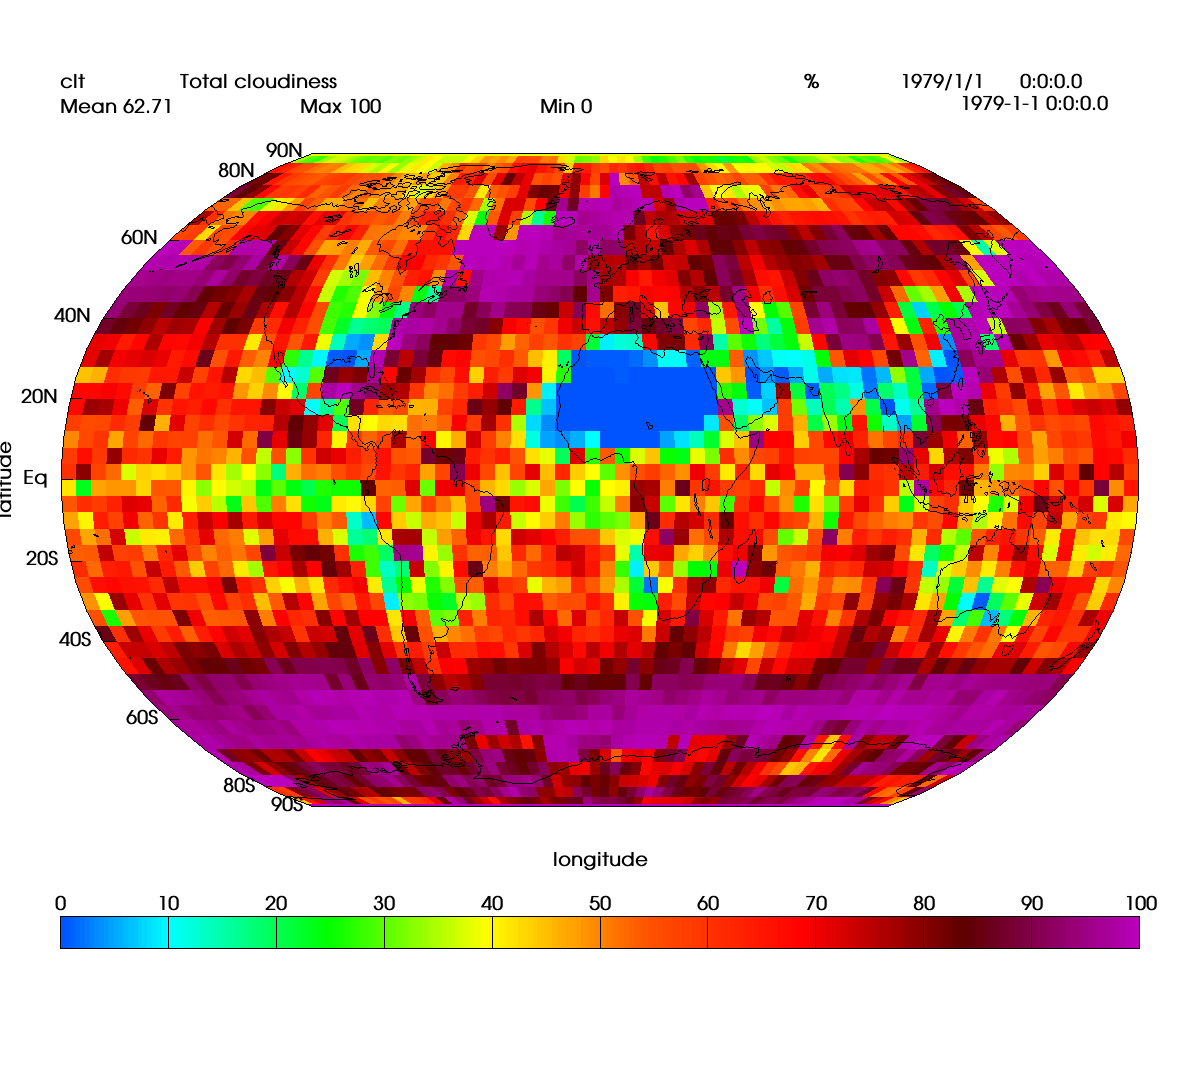 clt Total cloudiness % 1979/1/1 0:0:0.0
Mean 62.71 Max 100 Min 0 1979-1-1 0:0:0.0
90N
80N
60N
40N
20N
Eq
20S
40S
60S
80S
90S
latitude
longitude
0 10 20 30 40 50 60 70 80 90 100